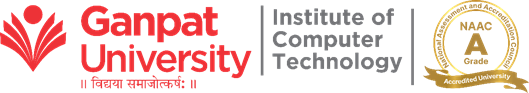 Ganpat
University
॥ विद्यया समाजोत्कर्षः ॥
Institute of
Computer
Technology
National Assessment and Accreditation Council
NAAC
A
Grade
Accredited University